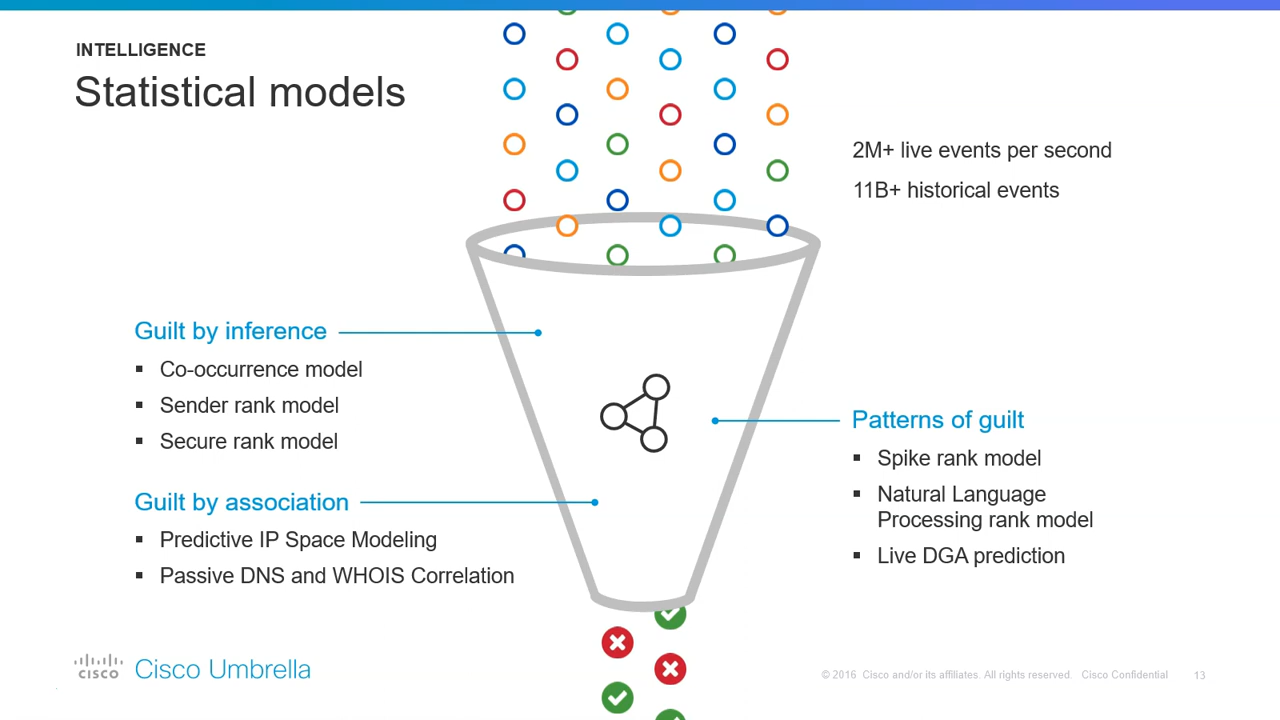 INTELLIGENCE
Statistical models
2M+ live events per second
11B+ historical events
Guilt by inference
▪ Co-occurrence model
▪ Sender rank model
▪ Secure rank model
Guilt by association
▪ Predictive IP Space Modeling
▪ Passive DNS and WHOIS Correlation
Patterns of guilt
▪ Spike rank model
▪ Natural Language
Processing rank model
▪ Live DGA prediction
CISCO Cisco Umbrella
© 2016 Cisco and/or its affiliates. All rights reserved. Cisco Confidential 13